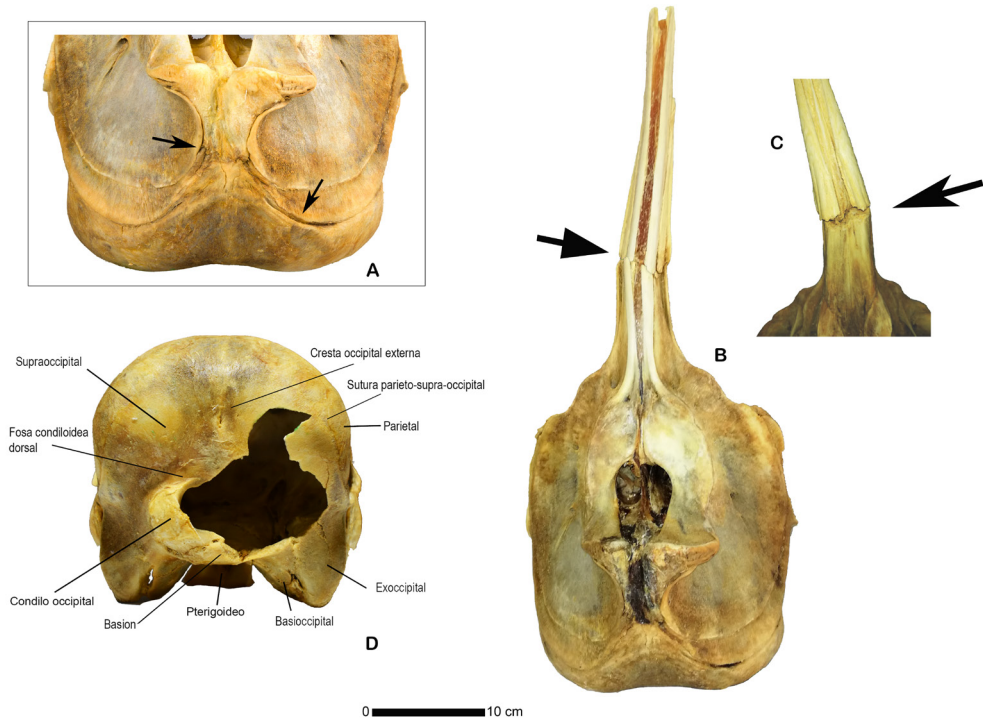 C
A
B
Cresta occipital externa
Supraoccipital
Sutura parieto-supra-occipital
Parietal
Fosa condiloidea
dorsal
Condilo occipital
Exoccipital
Pterigoideo
Basion
Basioccipital
D
0 10 cm